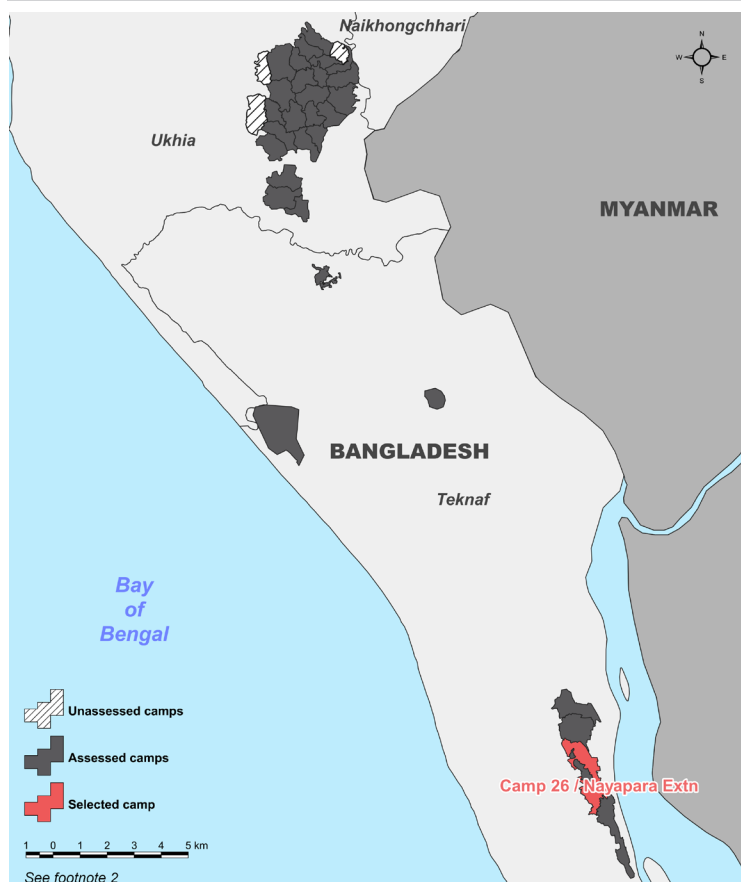 Naikhongchhari
N
W E
S
Ukhia
MYANMAR
BANGLADESH
Teknaf
Bay
of
Bengal
Unassessed camps
Assessed camps
Selected camp
Camp 26 / Nayapara Extn
1 0 1 2 3 4 5 km
See footnote 2